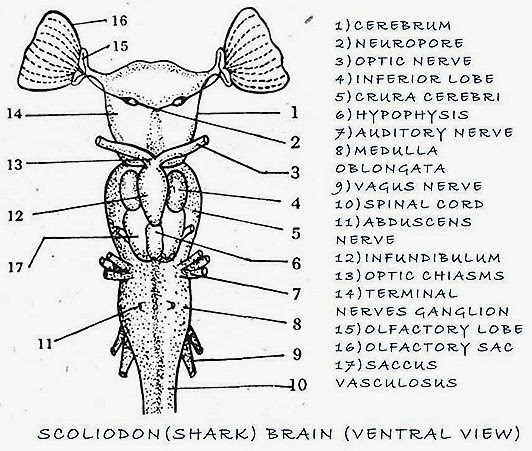 16
15
14
1
2
13
3
12
4
5
17
6
7
11
8
9
10
1) CEREBRUM
2) NEUROPORE
3) OPTIC NERVE
4) INFERIOR LOBE
5) CRURA CEREBRI
6) HYPOPHYSIS
7) AUDITORY NERVE
8) MEDULLA
OBLONGATA
9) VAGUS NERVE
10) SPINAL CORD
11) ABDUSCENS
NERVE
12) INFUNDIBULUM
13) OPTIC CHIASMS
14) TERMINAL
NERVES GANGLION
15) OLFACTORY LOBE
16) OLFACTORY SAC
17) SACCUS
VASCULOSUS
SCOLIODON (SHARK) BRAIN (VENTRAL VIEW)